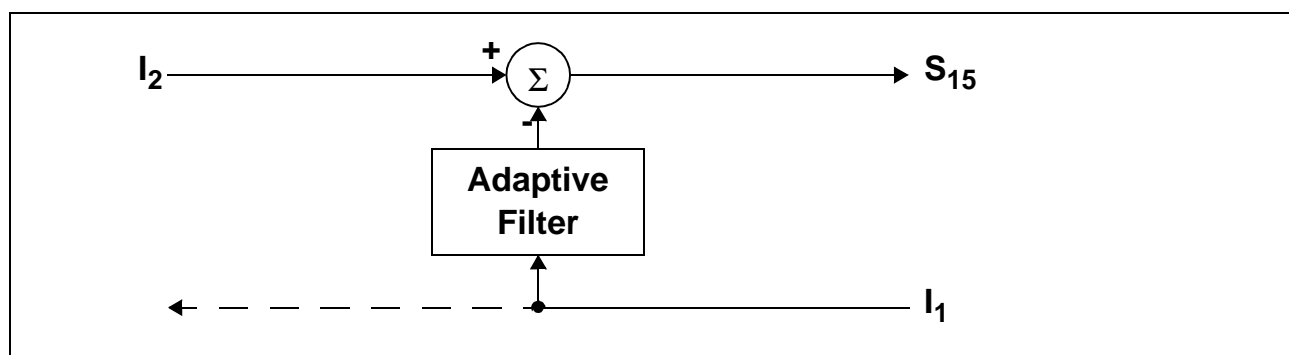 +
I2
Σ
S15
-
Adaptive
Filter
I1